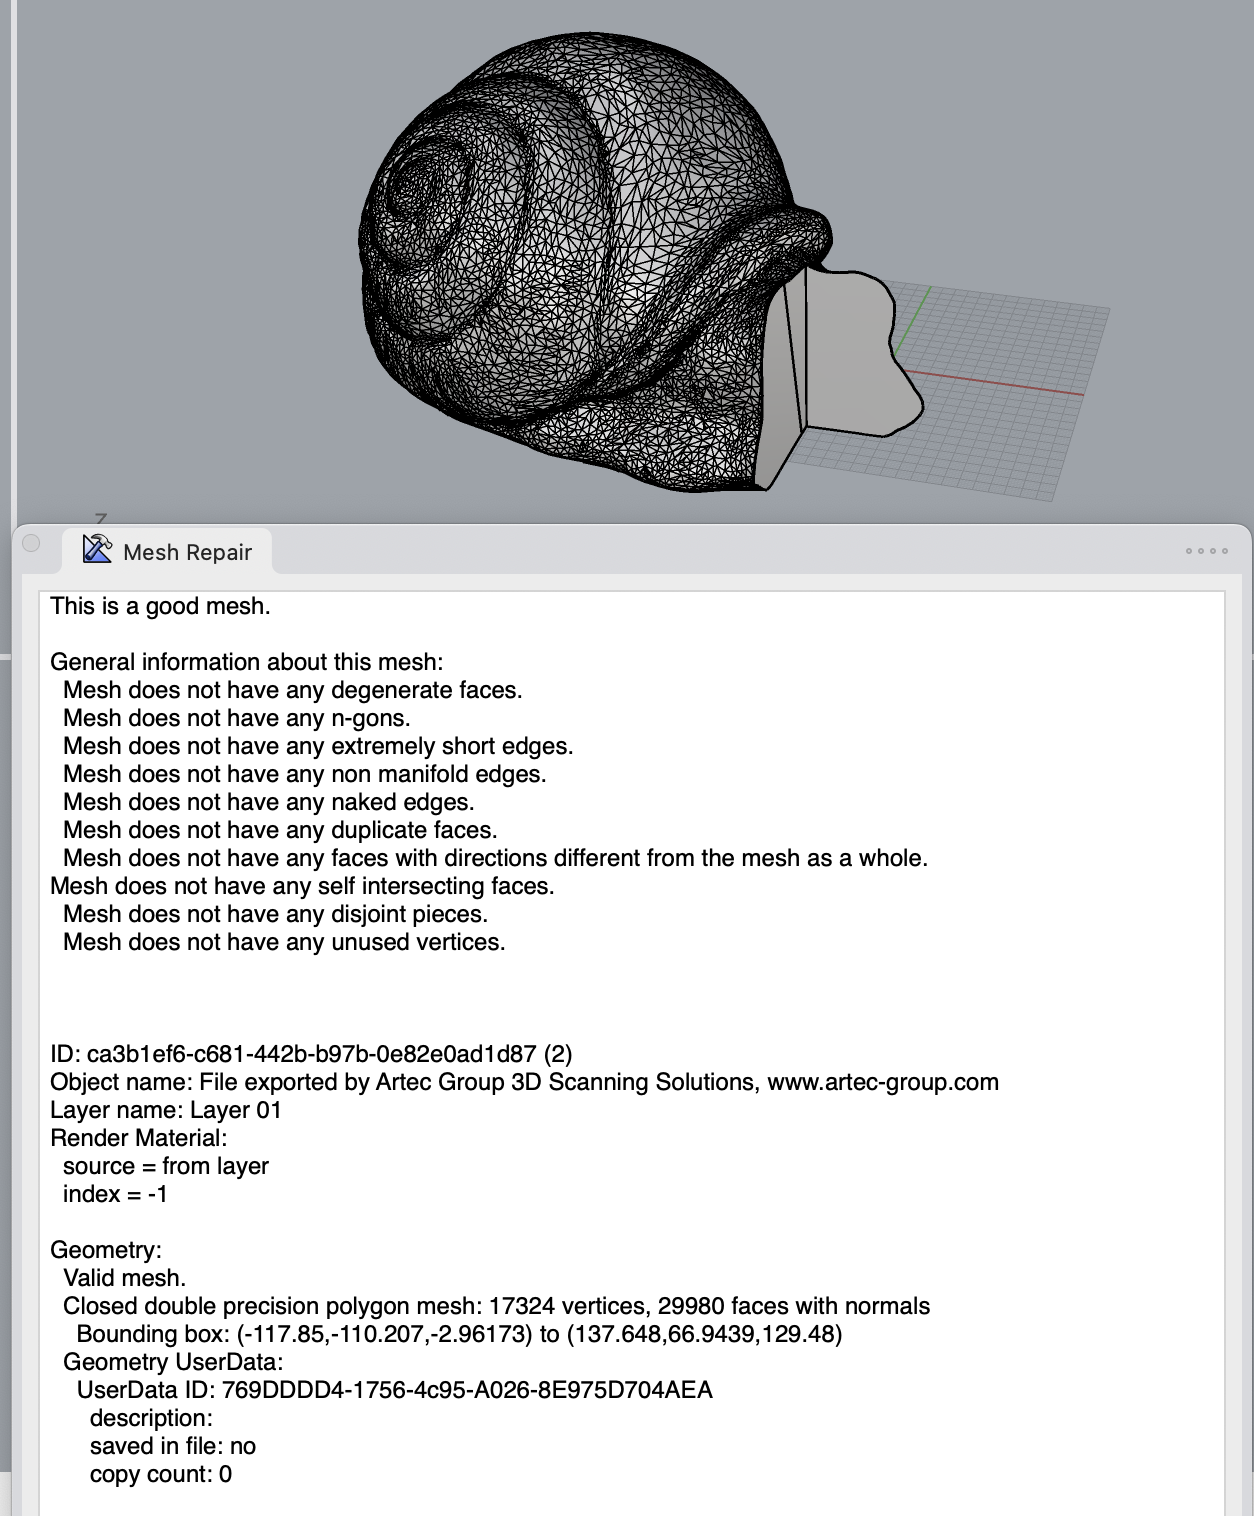 Z
Mesh Repair
This is a good mesh.
General information about this mesh:
Mesh does not have any degenerate faces.
Mesh does not have any n-gons.
Mesh does not have any extremely short edges.
Mesh does not have any non manifold edges.
Mesh does not have any naked edges.
Mesh does not have any duplicate faces.
Mesh does not have any faces with directions different from the mesh as a whole.
Mesh does not have any self intersecting faces.
Mesh does not have any disjoint pieces.
Mesh does not have any unused vertices.
ID: ca3b1ef6-c681-442b-b97b-0e82e0ad1d87 (2)
Object name: File exported by Artec Group 3D Scanning Solutions, www.artec-group.com
Layer name: Layer 01
Render Material:
source = from layer
index = -1
Geometry:
Valid mesh.
Closed double precision polygon mesh: 17324 vertices, 29980 faces with normals
Bounding box: (-117.85,-110.207,-2.96173) to (137.648,66.9439,129.48)
Geometry UserData:
UserData ID: 769DDDD4-1756-4c95-A026-8E975D704AEA
description:
saved in file: no
copy count: 0